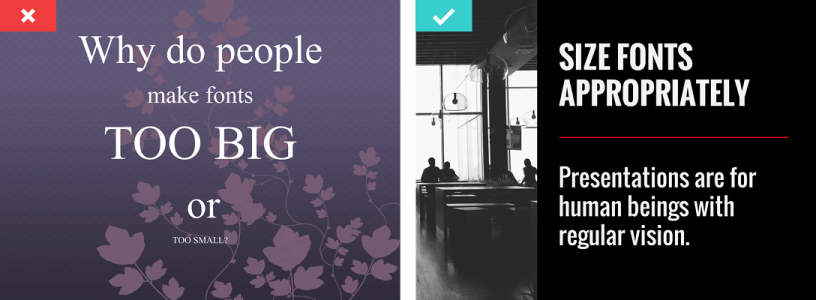 Why do people
make fonts
TOO BIG
or
TOO SMALL?
SIZE FONTS
APPROPRIATELY
Presentations are for
human beings with
regular vision.